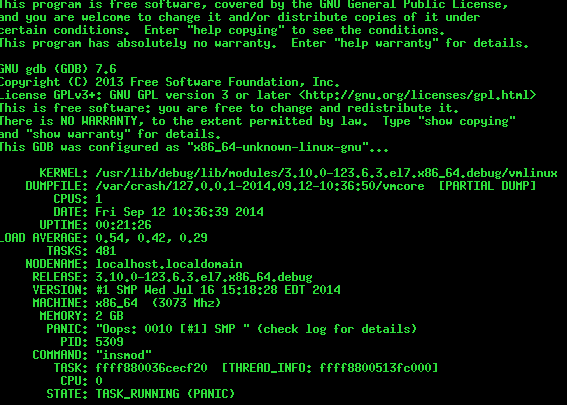 This program is free software, covered by the GNU General Public License,
and you are welcome to change it and/or distribute copies of it under
certain conditions.  Enter "help copying" to see the conditions.
This program has absolutely no warranty.  Enter "help warranty" for details.

GNU gdb (GDB) 7.6
Copyright (C) 2013 Free Software Foundation, Inc.
License GPLv3+: GNU GPL version 3 or later <http://gnu.org/licenses/gpl.html>
This is free software: you are free to change and redistribute it.
There is NO WARRANTY, to the extent permitted by law.  Type "show copying"
and "show warranty" for details.
This GDB was configured as "x86_64-unknown-linux-gnu"...

      KERNEL: /usr/lib/debug/lib/modules/3.10.0-123.6.3.el7.x86_64.debug/vmlinux
    DUMPFILE: /var/crash/127.0.0.1-2014.09.12-10:36:50/vmcore  [PARTIAL DUMP]
        CPUS: 1
        DATE: Fri Sep 12 10:36:39 2014
      UPTIME: 00:21:26
LOAD AVERAGE: 0.54, 0.42, 0.29
       TASKS: 481
    NODENAME: localhost.localdomain
     RELEASE: 3.10.0-123.6.3.el7.x86_64.debug
     VERSION: #1 SMP Wed Jul 16 15:18:28 EDT 2014
     MACHINE: x86_64  (3073 Mhz)
      MEMORY: 2 GB
       PANIC: "Oops: 0010 [#1] SMP " (check log for details)
         PID: 5309
     COMMAND: "insmod"
        TASK: ffff880036cecf20  [THREAD_INFO: ffff8800513fc000]
         CPU: 0
       STATE: TASK_RUNNING (PANIC)